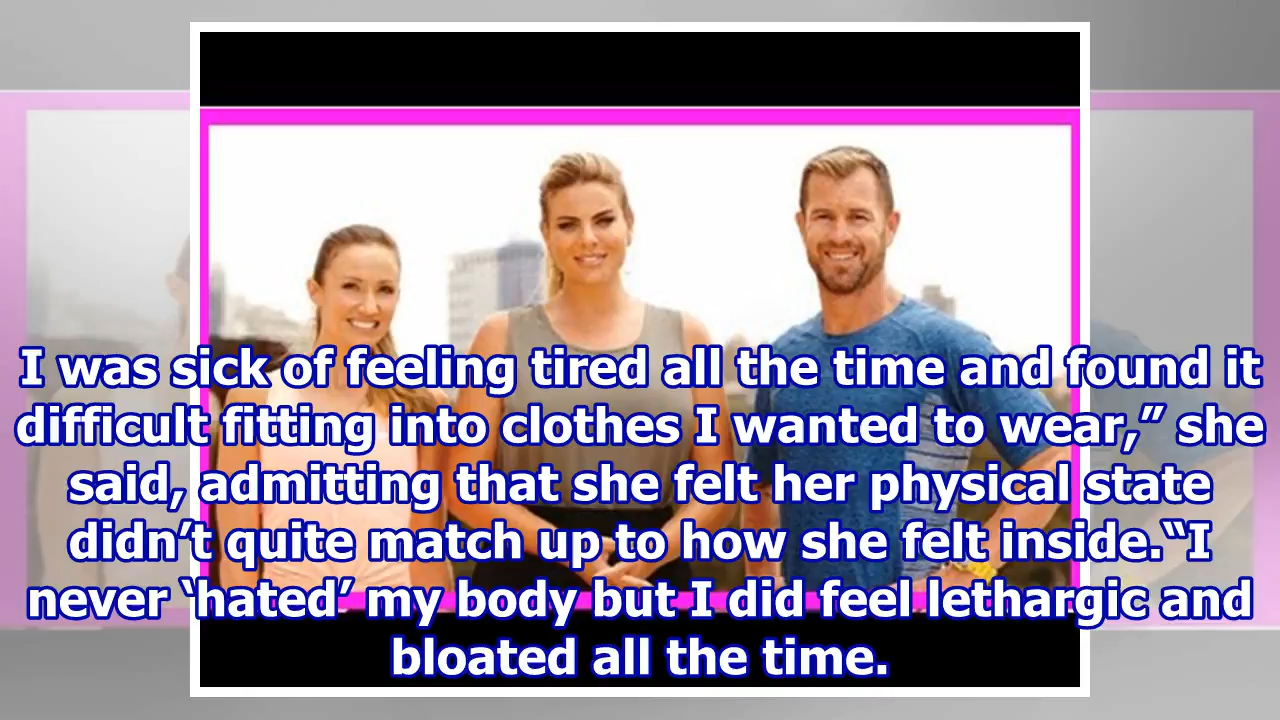 I was sick of feeling tired all the time and found it
difficult fitting into clothes I wanted to wear,” she
said, admitting that she felt her physical state
didn’t quite match up to how she felt inside.“I
never ‘hated’ my body but I did feel lethargic and
bloated all the time.